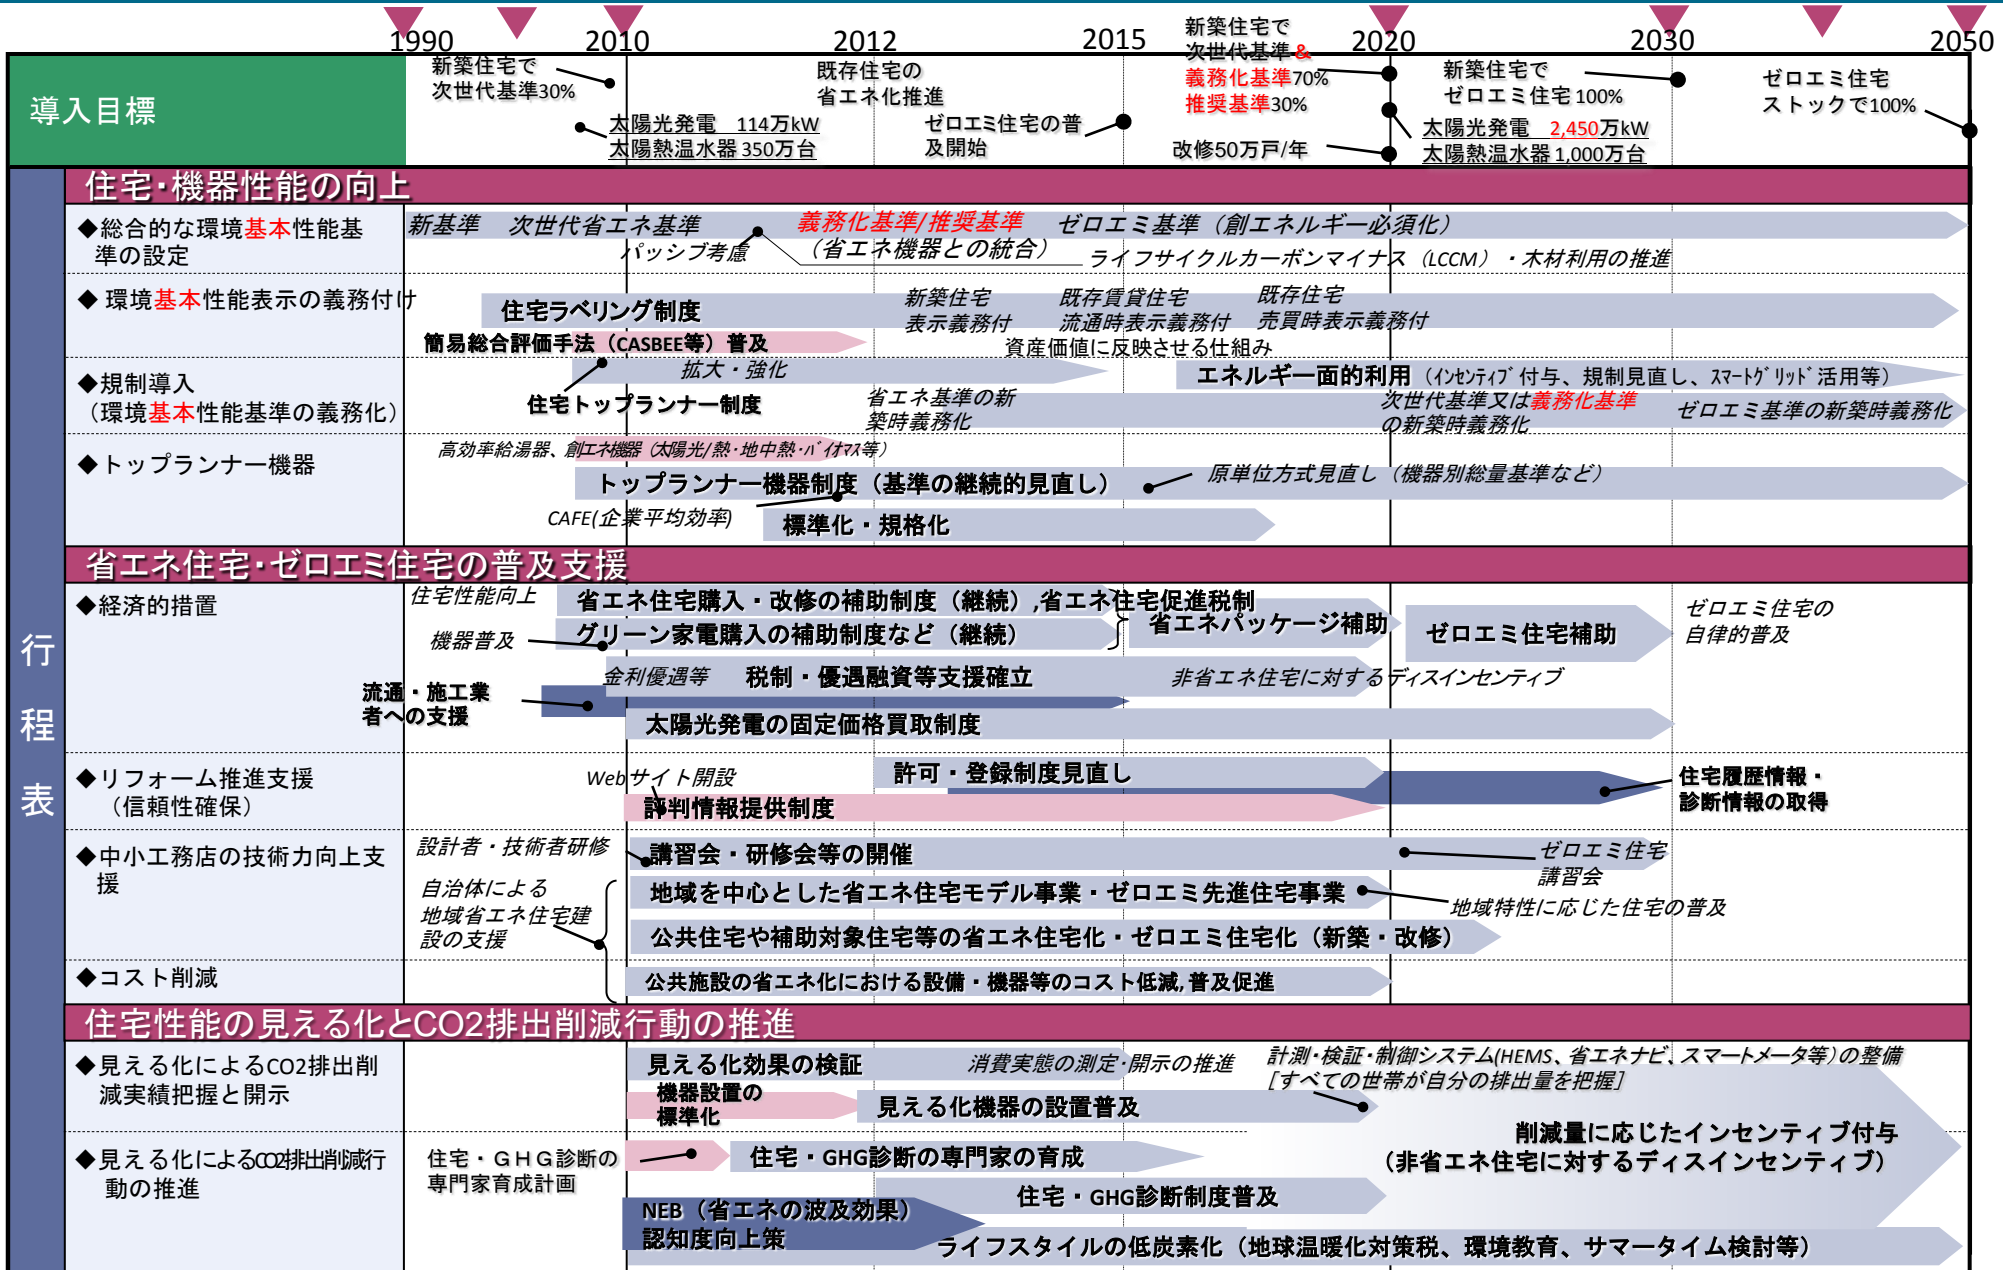 1990 2010 2012 2015 2020 2030 2050
導入目標
新築住宅で
次世代基準30%
太陽光発電 114万kW
太陽熱温水器 350万台
既存住宅の
省エネ化推進
ゼロエミ住宅の普
及開始
新築住宅で
次世代基準&
義務化基準70%
推奨基準30%
改修50万戸/年
新築住宅で
ゼロエミ住宅 100%
太陽光発電 2,450万kW
太陽熱温水器 1,000万台
ゼロエミ住宅
ストックで100%
行程表
住宅・機器性能の向上
◆総合的な環境基本性能基
準の設定
新基準 次世代省エネ基準 義務化基準/推奨基準 ゼロエミ基準（創エネルギー必須化）
パッシブ考慮 （省エネ機器との統合） ライフサイクルカーボンマイナス（LCCM）・木材利用の推進
◆ 環境基本性能表示の義務付け
住宅ラベリング制度
新築住宅
表示義務付
既存賃貸住宅
流通時表示義務付
既存住宅
売買時表示義務付
簡易総合評価手法（CASBEE等）普及
資産価値に反映させる仕組み
◆規制導入
（環境基本性能基準の義務化）
拡大・強化
住宅トップランナー制度
エネルギー面的利用（インセンティブ付与、規制見直し、スマートグリッド活用等）
省エネ基準の新
築時義務化
次世代基準又は義務化基準
の新築時義務化
ゼロエミ基準の新築時義務化
◆トップランナー機器
高効率給湯器、創エネ機器（太陽光/熱・地中熱・バイオマス等）
トップランナー機器制度（基準の継続的見直し）
原単位方式見直し（機器別総量基準など）
CAFE(企業平均効率)
標準化・規格化
省エネ住宅・ゼロエミ住宅の普及支援
◆経済的措置
住宅性能向上
省エネ住宅購入・改修の補助制度（継続）,省エネ住宅促進税制
機器普及
グリーン家電購入の補助制度など（継続）
省エネパッケージ補助
ゼロエミ住宅補助
ゼロエミ住宅の
自律的普及
金利優遇等 税制・優遇融資等支援確立
非省エネ住宅に対するディスインセンティブ
流通・施工業
者への支援
太陽光発電の固定価格買取制度
◆リフォーム推進支援
（信頼性確保）
Webサイト開設
許可・登録制度見直し
評判情報提供制度
住宅履歴情報・
診断情報の取得
◆中小工務店の技術力向上支
援
設計者・技術者研修
講習会・研修会等の開催
ゼロエミ住宅
講習会
自治体による
地域省エネ住宅建
設の支援
地域を中心とした省エネ住宅モデル事業・ゼロエミ先進住宅事業
地域特性に応じた住宅の普及
公共住宅や補助対象住宅等の省エネ住宅化・ゼロエミ住宅化（新築・改修）
◆コスト削減
公共施設の省エネ化における設備・機器等のコスト低減,普及促進
住宅性能の見える化とCO2排出削減行動の推進
◆見える化によるCO2排出削
減実績把握と開示
見える化効果の検証
消費実態の測定・開示の推進
計測・検証・制御システム(HEMS、省エネナビ、スマートメータ等）の整備
[すべての世帯が自分の排出量を把握]
機器設置の
標準化
見える化機器の設置普及
削減量に応じたインセンティブ付与
（非省エネ住宅に対するディスインセンティブ）
◆見える化によるCO2排出削減行
動の推進
住宅・ＧＨＧ診断の
専門家育成計画
住宅・GHG診断の専門家の育成
住宅・GHG診断制度普及
NEB（省エネの波及効果）
認知度向上策
ライフスタイルの低炭素化（地球温暖化対策税、環境教育、サマータイム検討等）